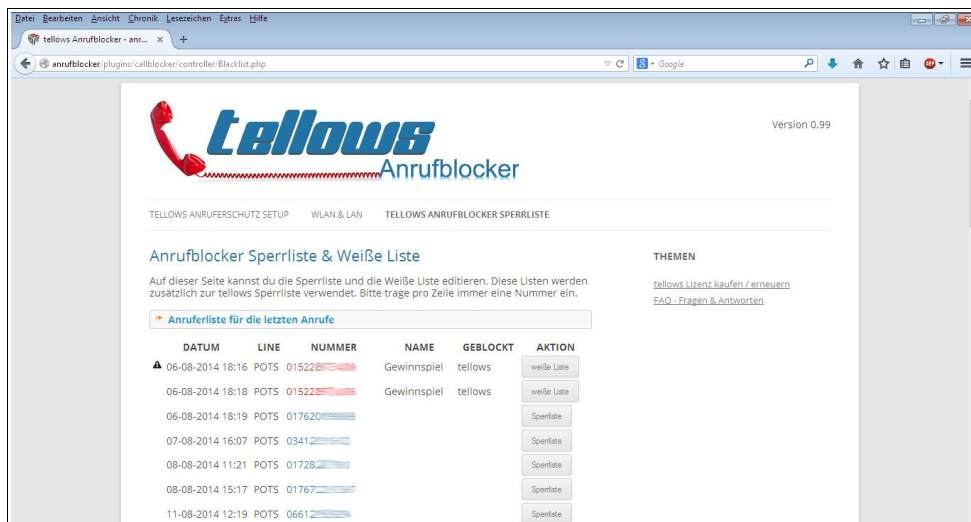 Datei Bearbeiten Ansicht Chronik Lesezeichen Extras Hilfe
tellows Anrufblocker - anr... × +
anrufblocker/plugins/callblocker/controller/Blacklist.php
Google
ABP
tellows
Anrufblocker
Version 0.99
TELLOWS ANRUFERSCHUTZ SETUP WLAN & LAN TELLOWS ANRUFBLOCKER SPERRLISTE
Anrufblocker Sperrliste & Weiße Liste
Auf dieser Seite kannst du die Sperrliste und die Weiße Liste editieren. Diese Listen werden
zusätzlich zur tellows Sperrliste verwendet. Bitte trage pro Zeile immer eine Nummer ein.
THEMEN
tellows Lizenz kaufen / erneuern
FAQ - Fragen & Antworten
Anruferliste für die letzten Anrufe
DATUM LINE NUMMER NAME GEBLOCKT AKTION
06-08-2014 18:16 POTS 01522 Gewinnspiel tellows weiße Liste
06-08-2014 18:18 POTS 01522 Gewinnspiel tellows weiße Liste
06-08-2014 18:19 POTS 01762 Sperrliste
07-08-2014 16:07 POTS 0341 Sperrliste
08-08-2014 11:21 POTS 01728 Sperrliste
08-08-2014 15:17 POTS 01767 Sperrliste
11-08-2014 12:19 POTS 0661 Sperrliste